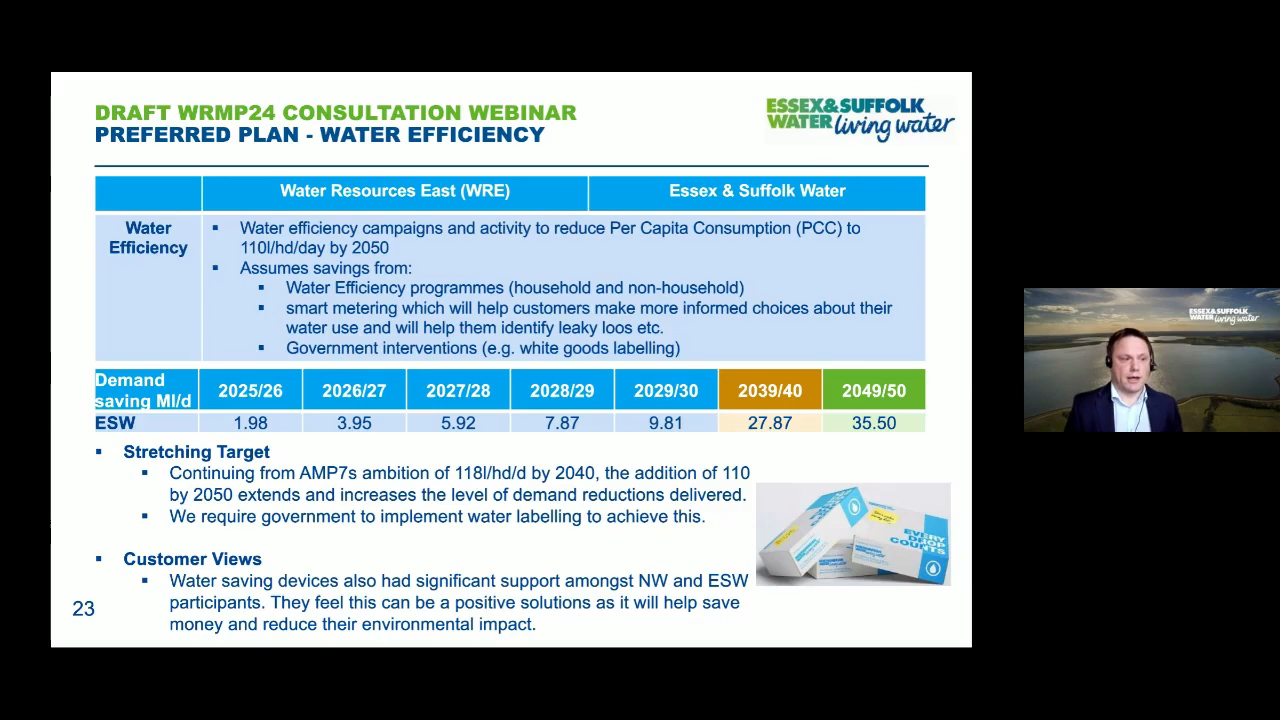 DRAFT WRMP24 CONSULTATION WEBINAR
PREFERRED PLAN - WATER EFFICIENCY
ESSEX&SUFFOLK
WATER living water
Water Resources East (WRE) Essex & Suffolk Water
Water
Efficiency
▪ Water efficiency campaigns and activity to reduce Per Capita Consumption (PCC) to
110l/hd/day by 2050
▪ Assumes savings from:
▪ Water Efficiency programmes (household and non-household)
▪ smart metering which will help customers make more informed choices about their
water use and will help them identify leaky loos etc.
▪ Government interventions (e.g. white goods labelling)
Demand
saving Ml/d 2025/26 2026/27 2027/28 2028/29 2029/30 2039/40 2049/50
ESW 1.98 3.95 5.92 7.87 9.81 27.87 35.50
▪ Stretching Target
▪ Continuing from AMP7s ambition of 118l/hd/d by 2040, the addition of 110
by 2050 extends and increases the level of demand reductions delivered.
▪ We require government to implement water labelling to achieve this.
▪ Customer Views
▪ Water saving devices also had significant support amongst NW and ESW
participants. They feel this can be a positive solutions as it will help save
money and reduce their environmental impact.
23
EVERY
DROP
COUNTS
ESSEX&SUFFOLK
WATER living water